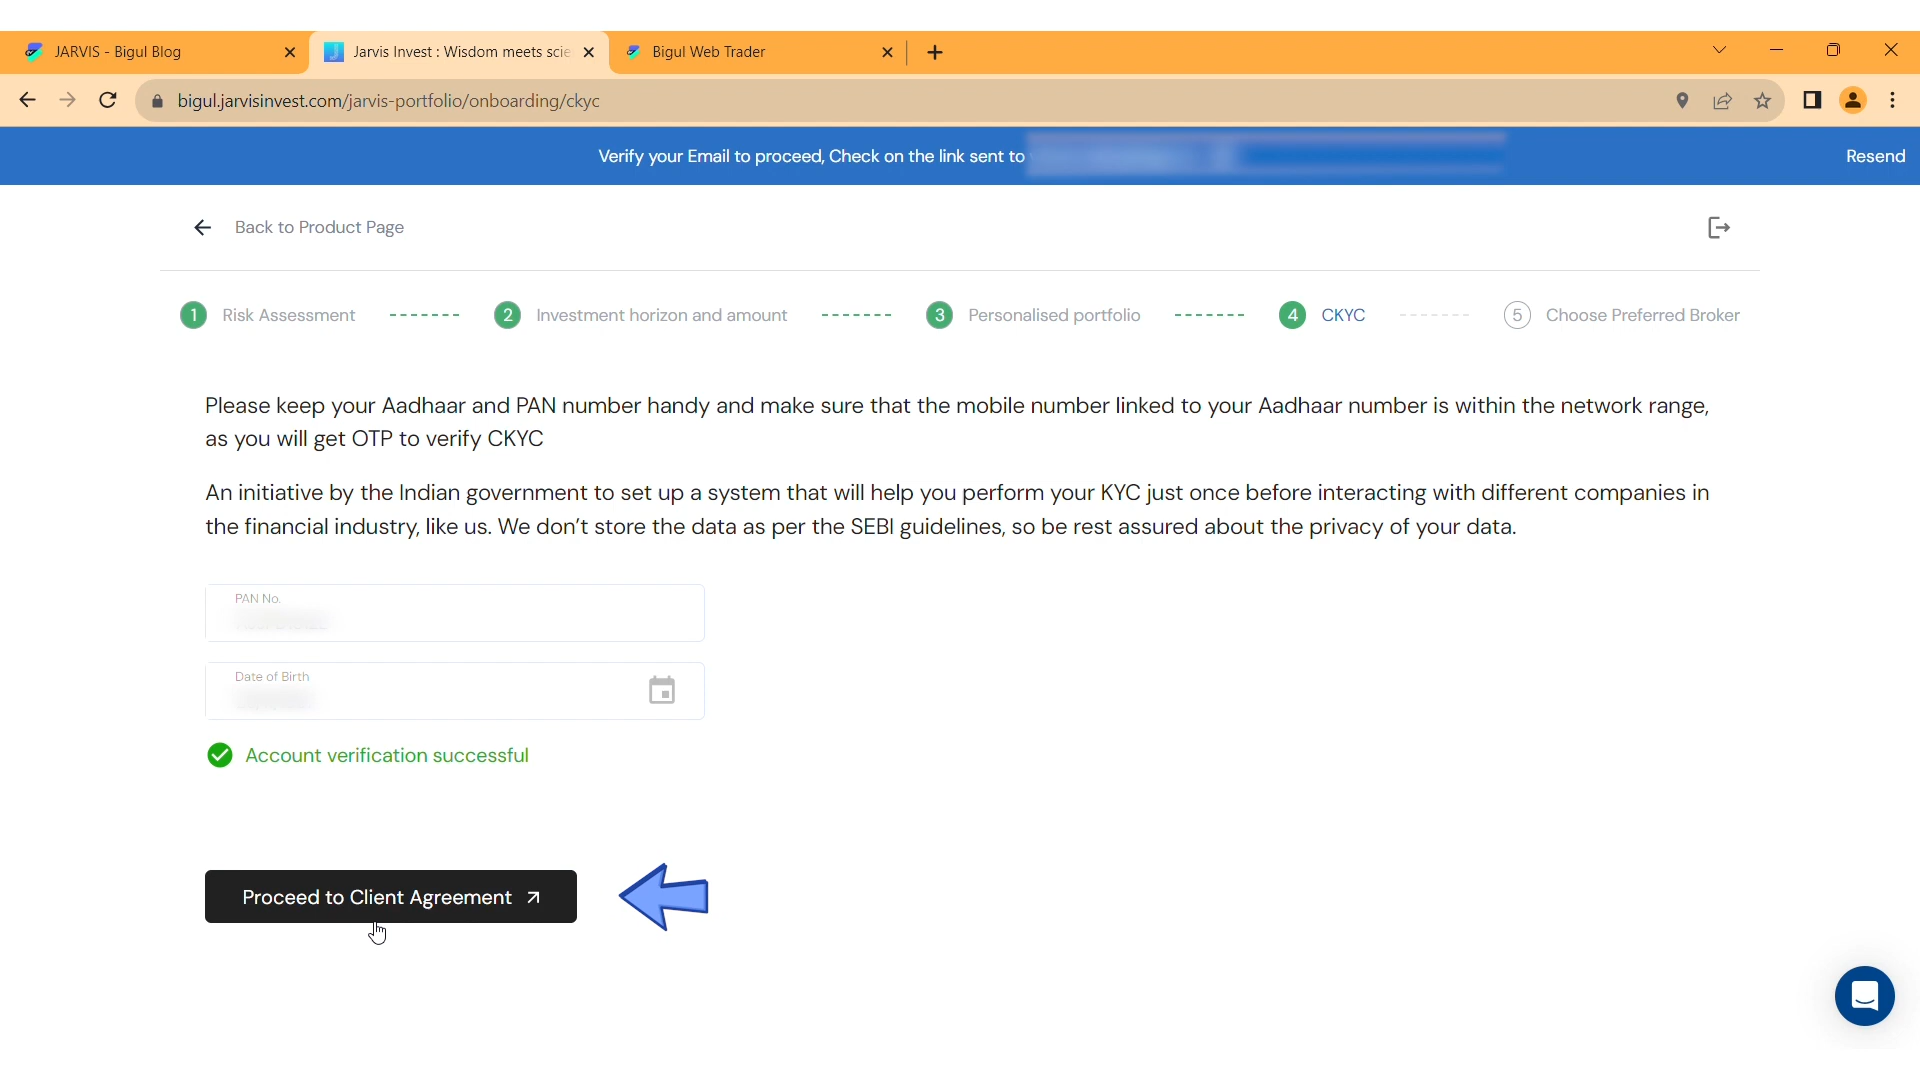 JARVIS - Bigul Blog
Jarvis Invest : Wisdom meets scie
Bigul Web Trader
bigul.jarvisinvest.com/jarvis-portfolio/onboarding/ckyc
Verify your Email to proceed, Check on the link sent to
Resend
Back to Product Page
1 Risk Assessment
2 Investment horizon and amount
3 Personalised portfolio
4 CKYC
5 Choose Preferred Broker
Please keep your Aadhaar and PAN number handy and make sure that the mobile number linked to your Aadhaar number is within the network range,
as you will get OTP to verify CKYC
An initiative by the Indian government to set up a system that will help you perform your KYC just once before interacting with different companies in
the financial industry, like us. We don't store the data as per the SEBI guidelines, so be rest assured about the privacy of your data.
PAN No.
Date of Birth
Account verification successful
Proceed to Client Agreement